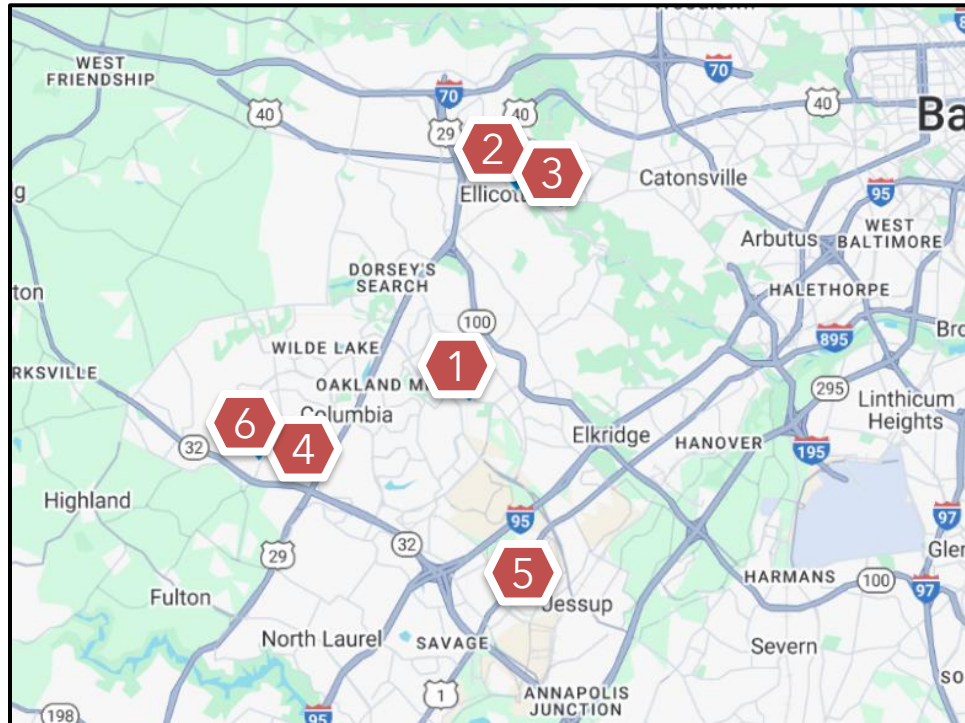 WEST
FRIENDSHIP
70
70
40
40
40
29
Ba
2
3
Ellicott
Catonsville
95
WEST
BALTIMORE
Arbutus
g
DORSEY'S
SEARCH
HALETHORPE
ton
100
895
Bro
WILDE LAKE
RKSVILLE
1
OAKLAND M
Columbia
295
Linthicum
Heights
6
4
32
Elkridge
HANOVER
195
Highland
95
97
29
32
5
Glen
HARMANS
100
97
Fulton
Jessup
North Laurel
SAVAGE
Severn
so
1
ANNAPOLIS
JUNCTION
198
95